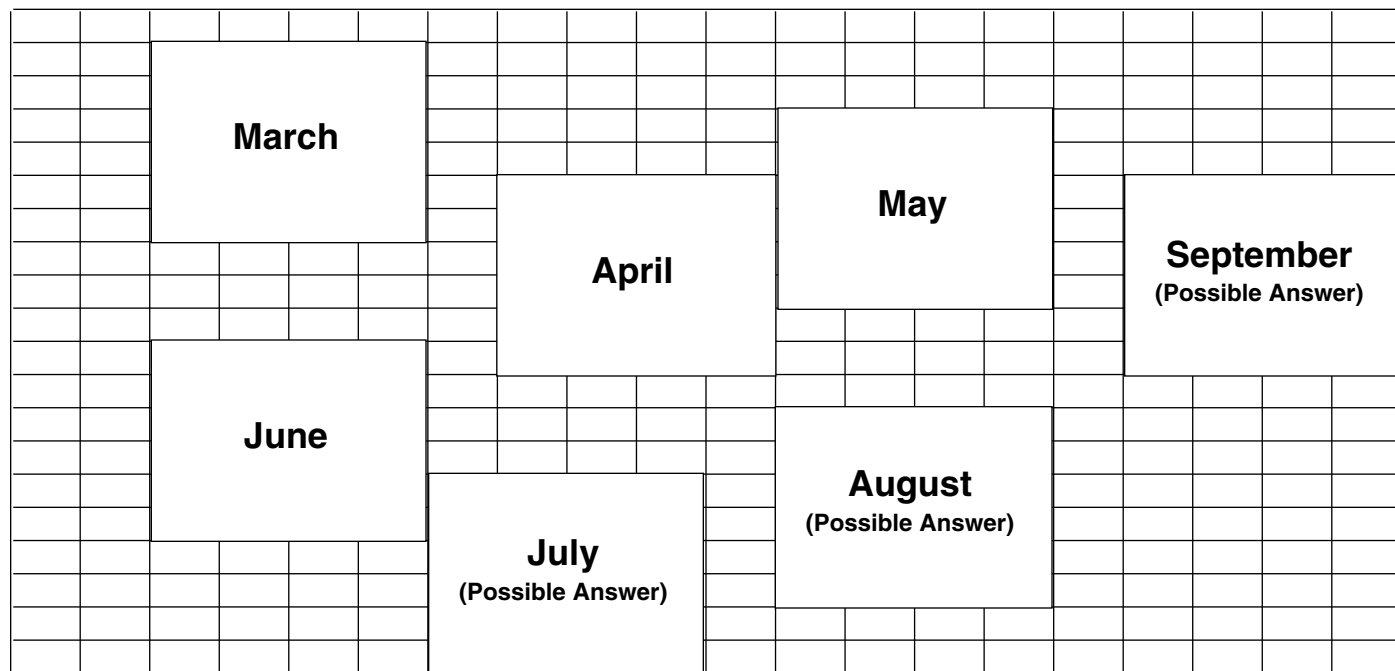 March
April
May
September
(Possible Answer)
June
July
(Possible Answer)
August
(Possible Answer)